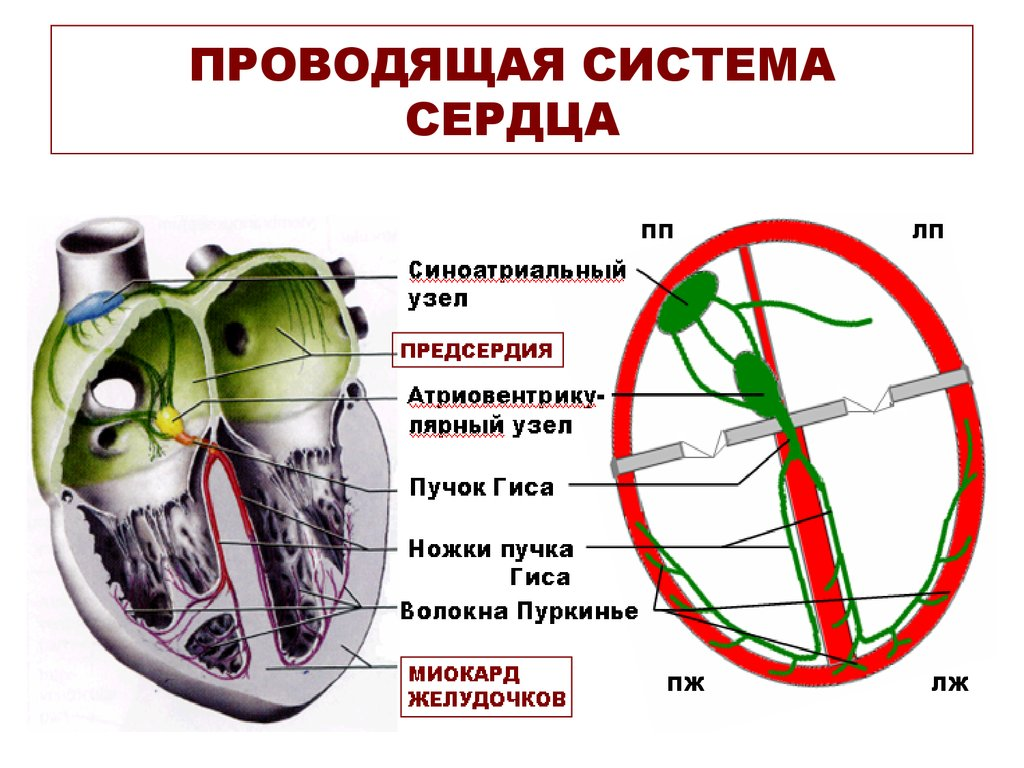 ПРОВОДЯЩАЯ СИСТЕМА
СЕРДЦА
ПП
ЛП
Синоатриальный
узел
ПРЕДСЕРДИЯ
Атриовентрику-
лярный узел
Пучок Гиса
Ножки пучка
Гиса
Волокна Пуркинье
МИОКАРД
ЖЕЛУДОЧКОВ
ПЖ
ЛЖ